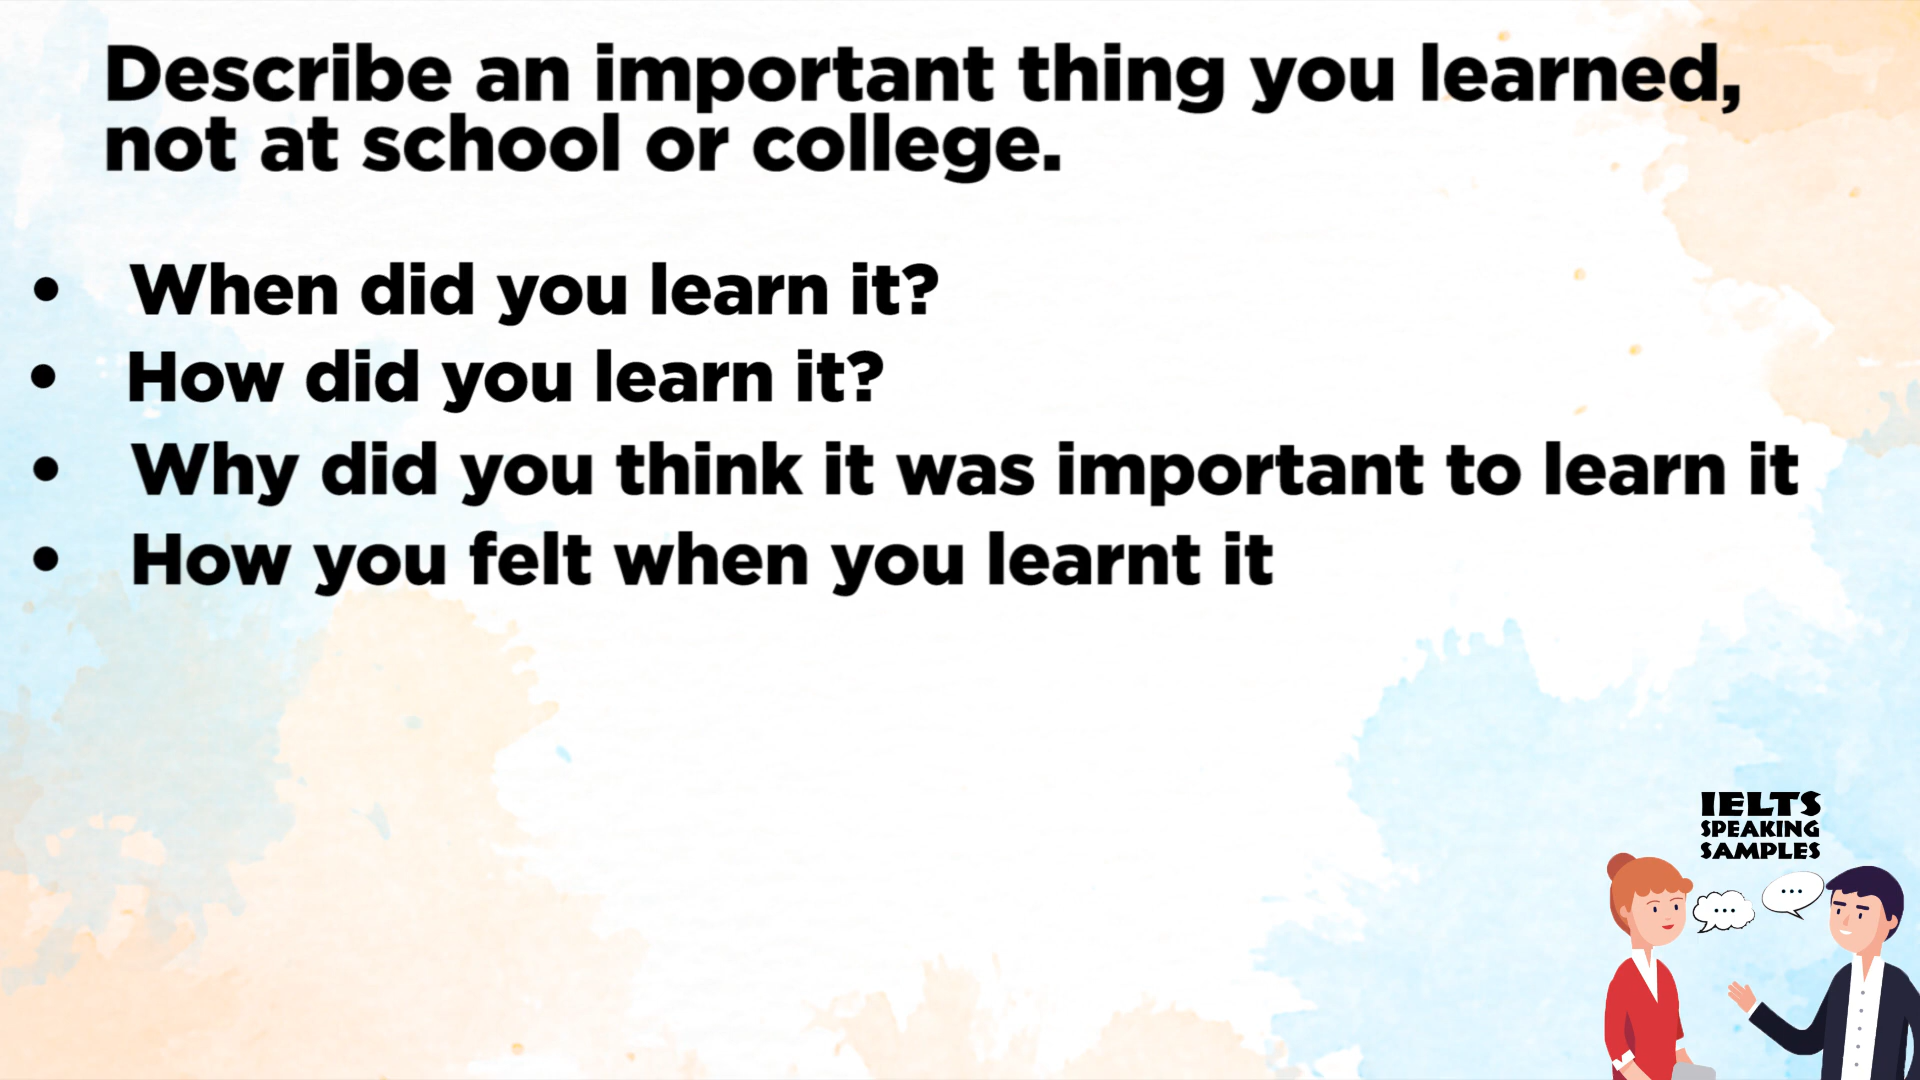 Describe an important thing you learned,
not at school or college.
• When did you learn it?
• How did you learn it?
• Why did you think it was important to learn it
• How you felt when you learnt it
IELTS
SPEAKING
SAMPLES